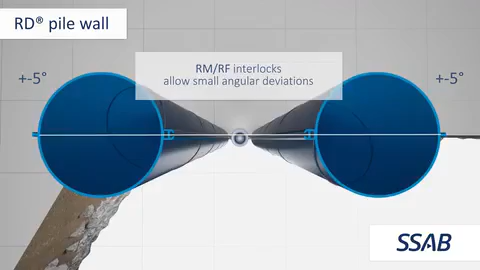 RD® pile wall
RM/RF interlocks
allow small angular deviations
+-5°
+-5°
SSAB